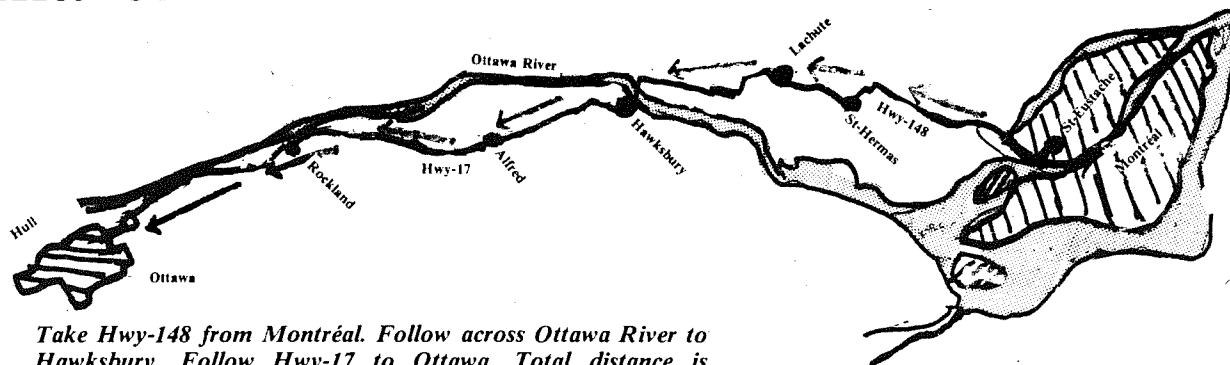 Ottawa River
Lachute
Hwy-148
St-Hermas
St-Eustache
Montréal
Hawksbury
Alfred
Hwy-17
Rockland
Hull
Ottawa
Take Hwy-148 from Montréal. Follow across Ottawa River to
Hawksbury. Follow Hwy-17 to Ottawa. Total distance is